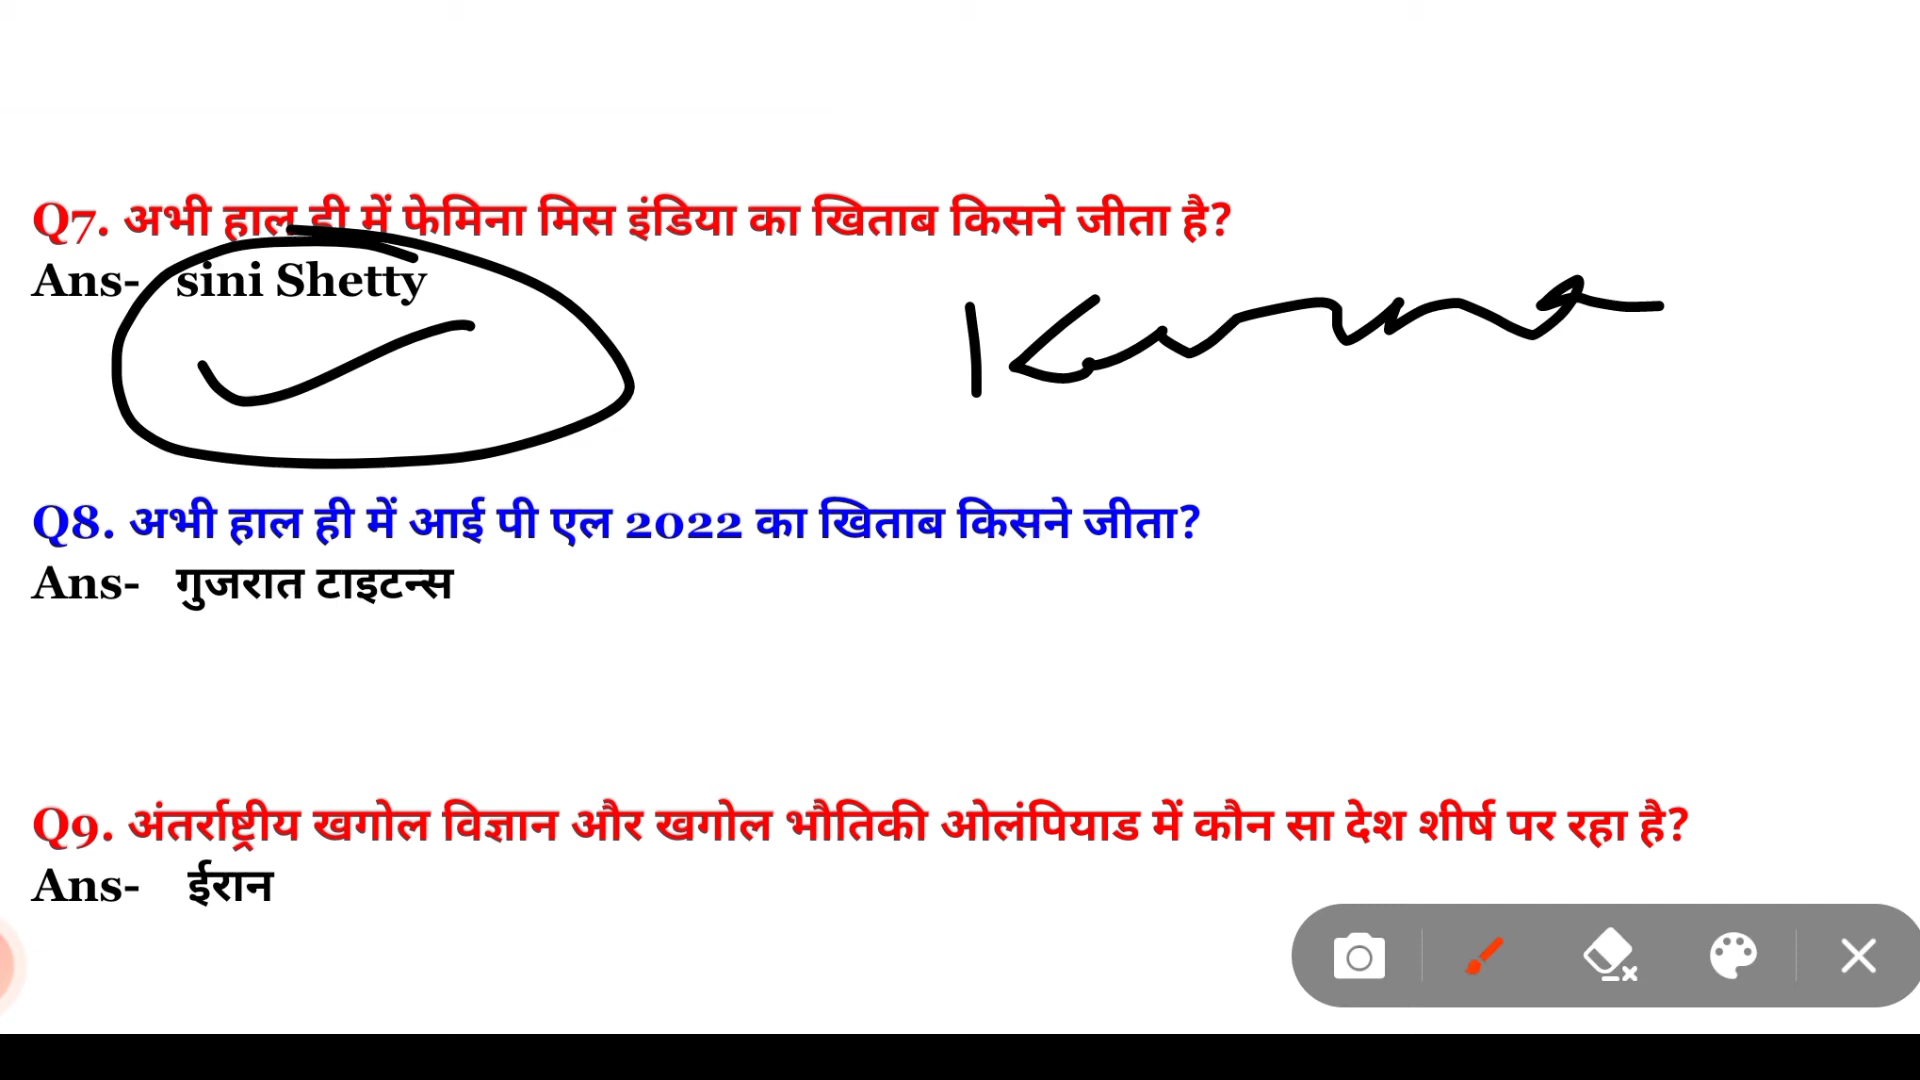 Q7. अभी हाल ही में फेमिना मिस इंडिया का खिताब किसने जीता है?
Ans- sini Shetty
Q8. अभी हाल ही में आई पी एल 2022 का खिताब किसने जीता?
Ans- गुजरात टाइटन्स
Q9. अंतर्राष्ट्रीय खगोल विज्ञान और खगोल भौतिकी ओलंपियाड में कौन सा देश शीर्ष पर रहा है?
Ans- ईरान